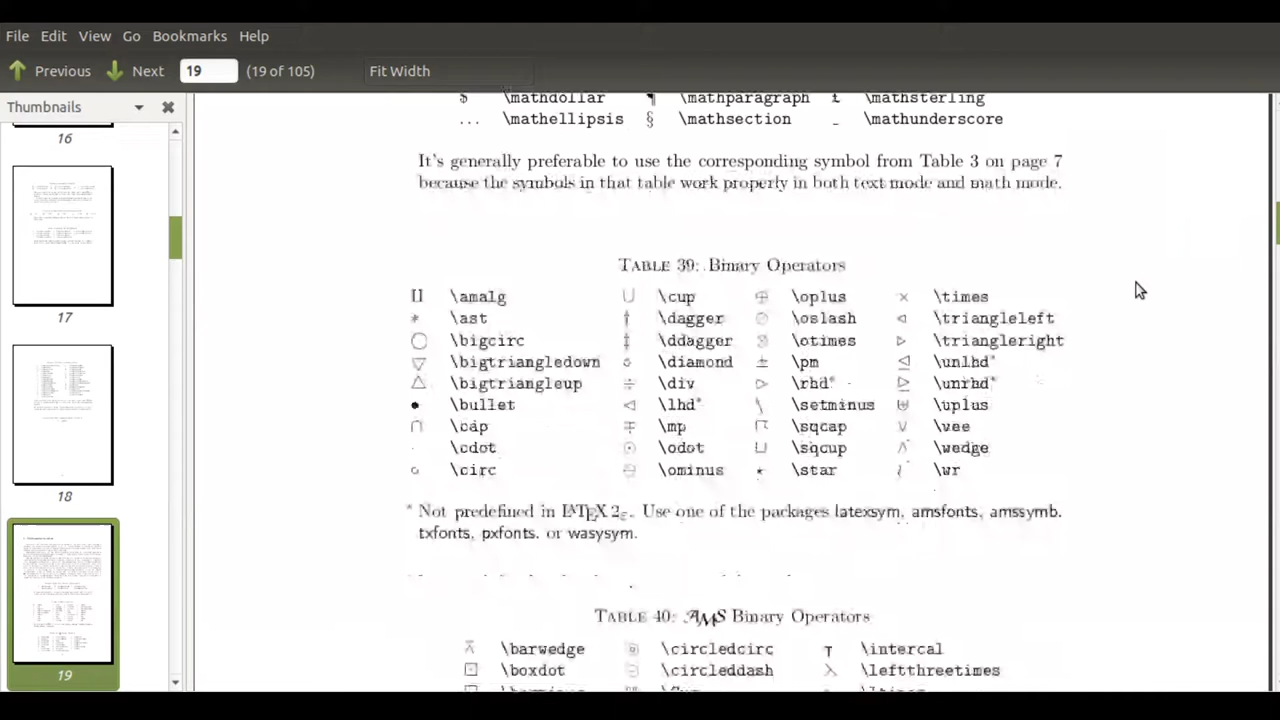 File Edit View Go Bookmarks Help
Previous Next 19 (19 of 105) Fit Width
Thumbnails
16
17
18
19
$ \mathdollar ¶ \mathparagraph £ \mathsterling
... \mathellipsis § \mathsection _ \mathunderscore
It's generally preferable to use the corresponding symbol from Table 3 on page 7
because the symbols in that table work properly in both text mode and math mode.
TABLE 39: Binary Operators
⨿ \amalg ∪ \cup ⊕ \oplus × \times
∗ \ast † \dagger ⊘ \oslash ◁ \triangleleft
○ \bigcirc ‡ \ddagger ⊗ \otimes ▷ \triangleright
▽ \bigtriangledown ⋄ \diamond ± \pm ⊴ \unlhd*
△ \bigtriangleup ÷ \div ▷ \rhd* ⊵ \unrhd*
• \bullet ◁ \lhd* \ \setminus ⊎ \uplus
∩ \cap ∓ \mp ⊓ \sqcap ∨ \vee
· \cdot ⊙ \odot ⊔ \sqcup ∧ \wedge
∘ \circ ⊖ \ominus ⋆ \star ≀ \wr
* Not predefined in LATEX 2ε. Use one of the packages latexsym, amsfonts, amssymb,
txfonts, pxfonts, or wasysym.
TABLE 40: AMS Binary Operators
⊼ \barwedge ⊚ \circledcirc ⊺ \intercal
⊡ \boxdot ⊝ \circleddash ⋋ \leftthreetimes